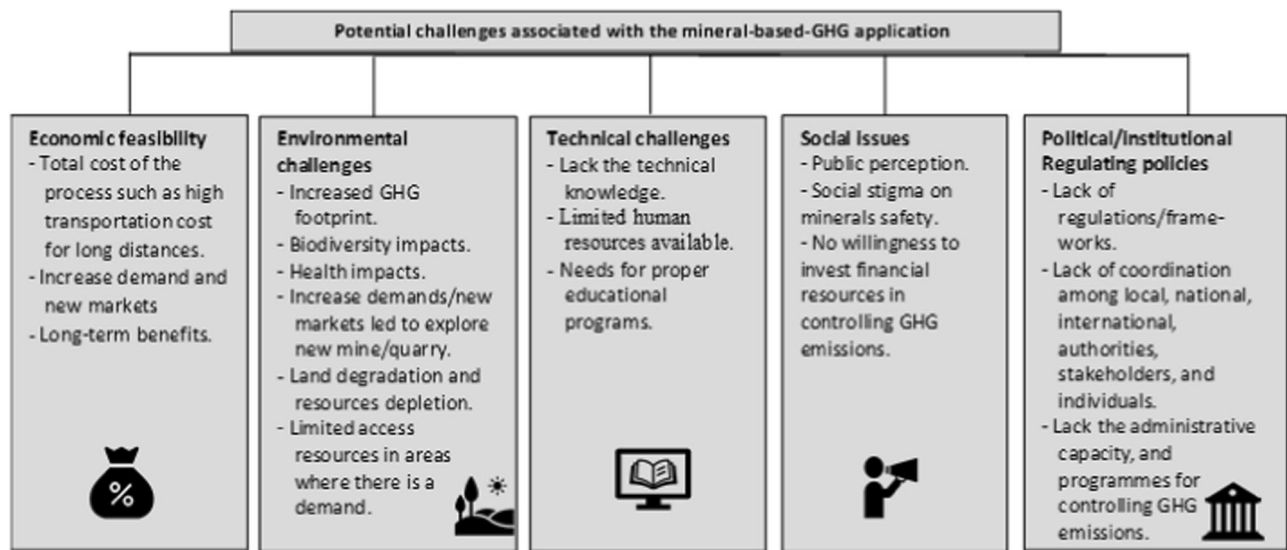 Potential challenges associated with the mineral-based-GHG application
Economic feasibility
- Total cost of the
process such as high
transportation cost
for long distances.
- Increase demand and
new markets
- Long-term benefits.
%
Environmental
challenges
- Increased GHG
footprint.
- Biodiversity impacts.
- Health impacts.
- Increase demands/new
markets led to explore
new mine/quarry.
- Land degradation and
resources depletion.
- Limited access
resources in areas
where there is a
demand.
Technical challenges
- Lack the technical
knowledge.
- Limited human
resources available.
- Needs for proper
educational
programs.
Social issues
- Public perception.
- Social stigma on
minerals safety.
- No willingness to
invest financial
resources in
controlling GHG
emissions.
Political/Institutional
Regulating policies
- Lack of
regulations/frame-
works.
- Lack of coordination
among local, national,
international,
authorities,
stakeholders, and
individuals.
- Lack the administrative
capacity, and
programmes for
controlling GHG
emissions.